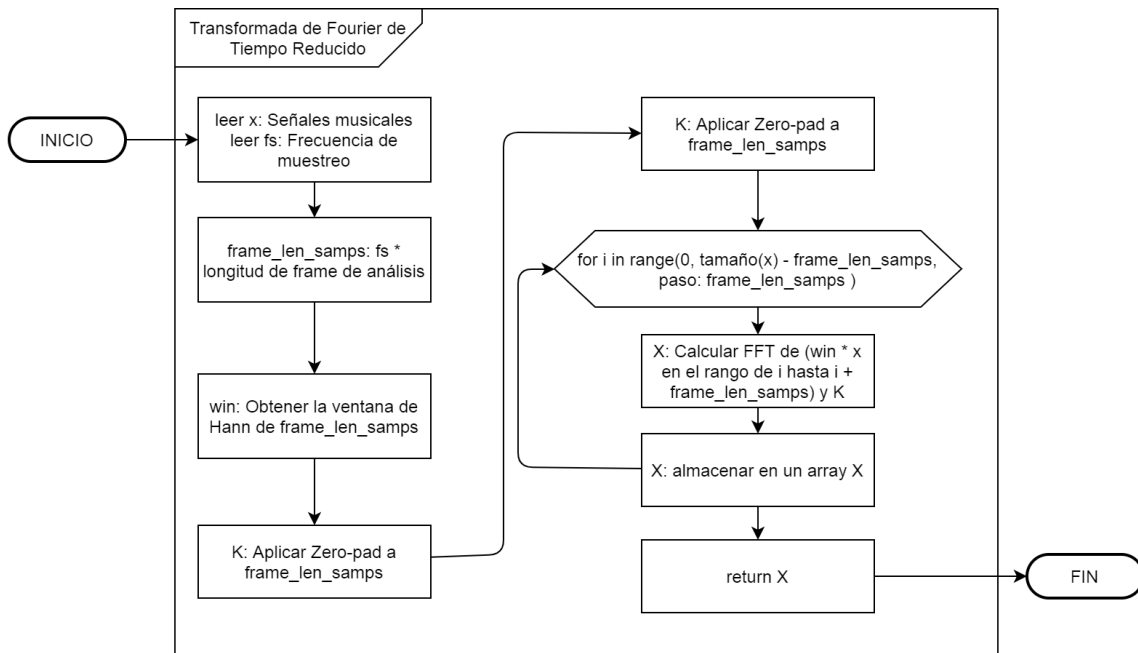 Transformada de Fourier de
Tiempo Reducido
INICIO
leer x: Señales musicales
leer fs: Frecuencia de
muestreo
frame_len_samps: fs *
longitud de frame de análisis
win: Obtener la ventana de
Hann de frame_len_samps
K: Aplicar Zero-pad a
frame_len_samps
K: Aplicar Zero-pad a
frame_len_samps
for i in range(0, tamaño(x) - frame_len_samps,
paso: frame_len_samps )
X: Calcular FFT de (win * x
en el rango de i hasta i +
frame_len_samps) y K
X: almacenar en un array X
return X
FIN